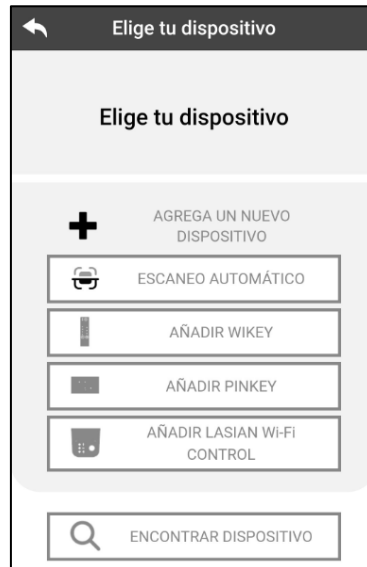 Elige tu dispositivo
Elige tu dispositivo
AGREGA UN NUEVO
DISPOSITIVO
ESCANEO AUTOMÁTICO
AÑADIR WIKEY
AÑADIR PINKEY
AÑADIR LASIAN Wi-Fi
CONTROL
ENCONTRAR DISPOSITIVO